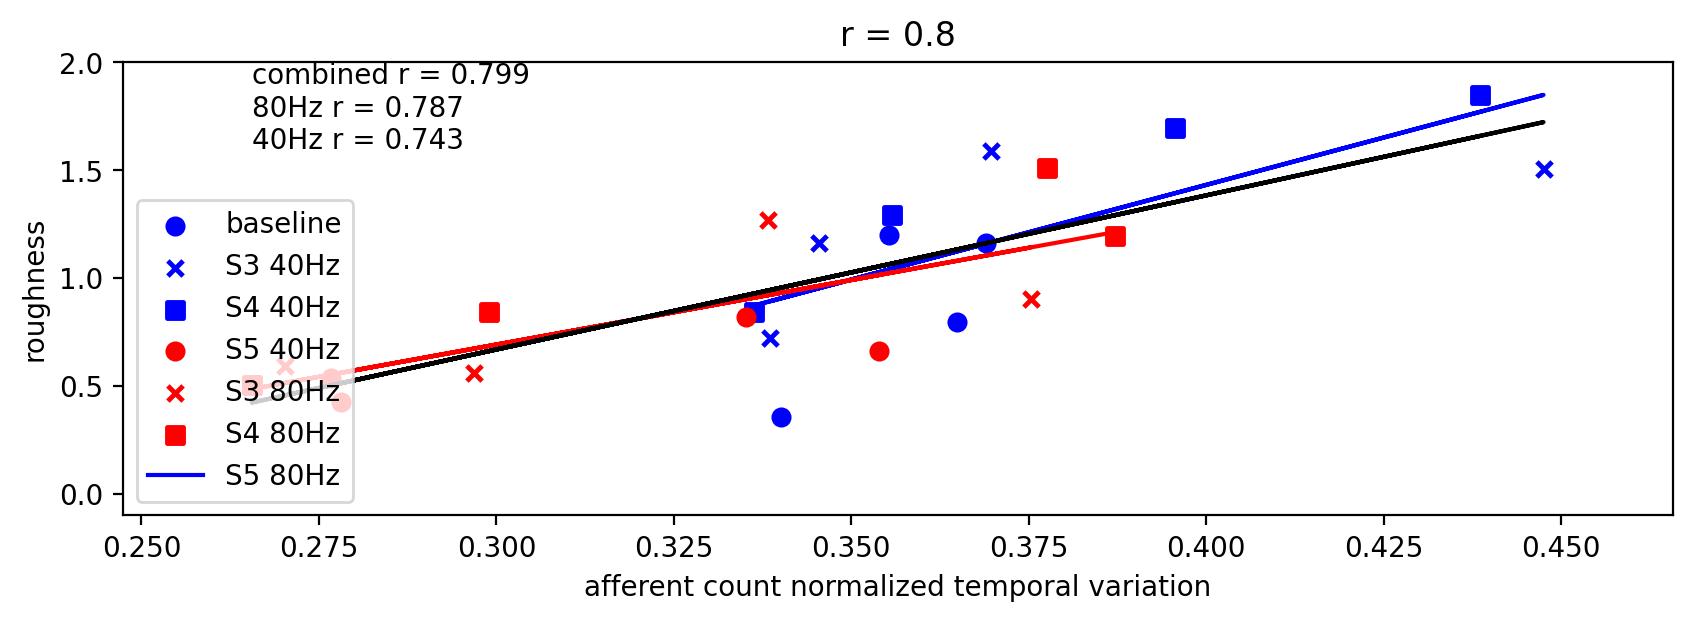 r = 0.8
combined r = 0.799
80Hz r = 0.787
40Hz r = 0.743
2.0
1.5
1.0
0.5
0.0
roughness
baseline
S3 40Hz
S4 40Hz
S5 40Hz
S3 80Hz
S4 80Hz
S5 80Hz
0.250 0.275 0.300 0.325 0.350 0.375 0.400 0.425 0.450
afferent count normalized temporal variation